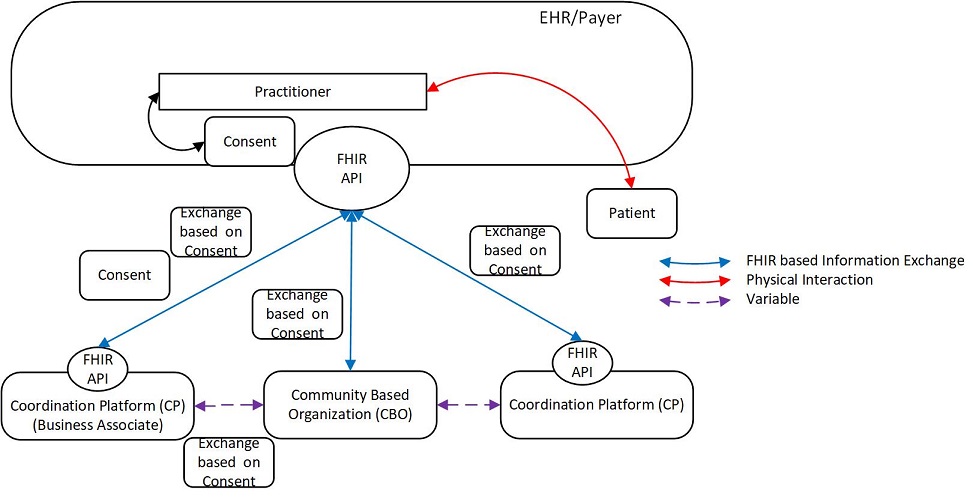 EHR/Payer
Practitioner
Consent
FHIR
API
Patient
Exchange
based on
Consent
Exchange
based on
Consent
Consent
FHIR based Information Exchange
Physical Interaction
Variable
Exchange
based on
Consent
FHIR
API
FHIR
API
Coordination Platform (CP)
(Business Associate)
Community Based
Organization (CBO)
Coordination Platform (CP)
Exchange
based on
Consent